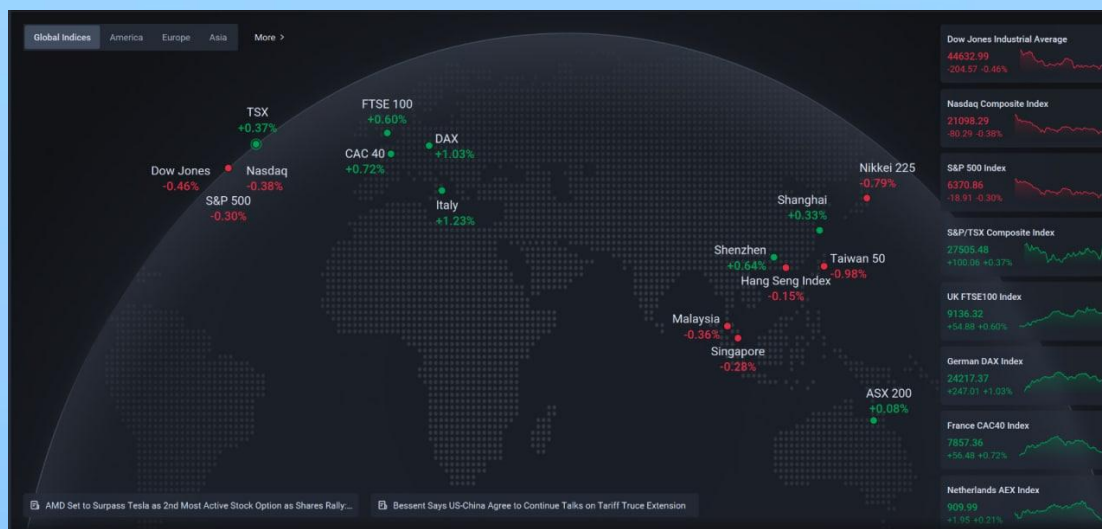 Global Indices
America
Europe
Asia
More >
TSX
+0.37%
Dow Jones
-0.46%
Nasdaq
-0.38%
S&P 500
-0.30%
FTSE 100
+0.60%
CAC 40
+0.72%
DAX
+1.03%
Italy
+1.23%
Nikkei 225
-0.79%
Shanghai
+0.33%
Shenzhen
+0.64%
Taiwan 50
-0.98%
Hang Seng Index
-0.15%
Malaysia
-0.36%
Singapore
-0.28%
ASX 200
+0.08%
Dow Jones Industrial Average
44632.99
-204.57 -0.46%
Nasdaq Composite Index
21098.29
-80.29 -0.38%
S&P 500 Index
6370.86
-18.91 -0.30%
S&P/TSX Composite Index
27505.48
+100.06 +0.37%
UK FTSE100 Index
9136.32
+54.88 +0.60%
German DAX Index
24217.37
+247.01 +1.03%
France CAC40 Index
7857.36
+56.48 +0.72%
Netherlands AEX Index
909.99
+1.95 +0.21%
AMD Set to Surpass Tesla as 2nd Most Active Stock Option as Shares Rally:...
Bessent Says US-China Agree to Continue Talks on Tariff Truce Extension